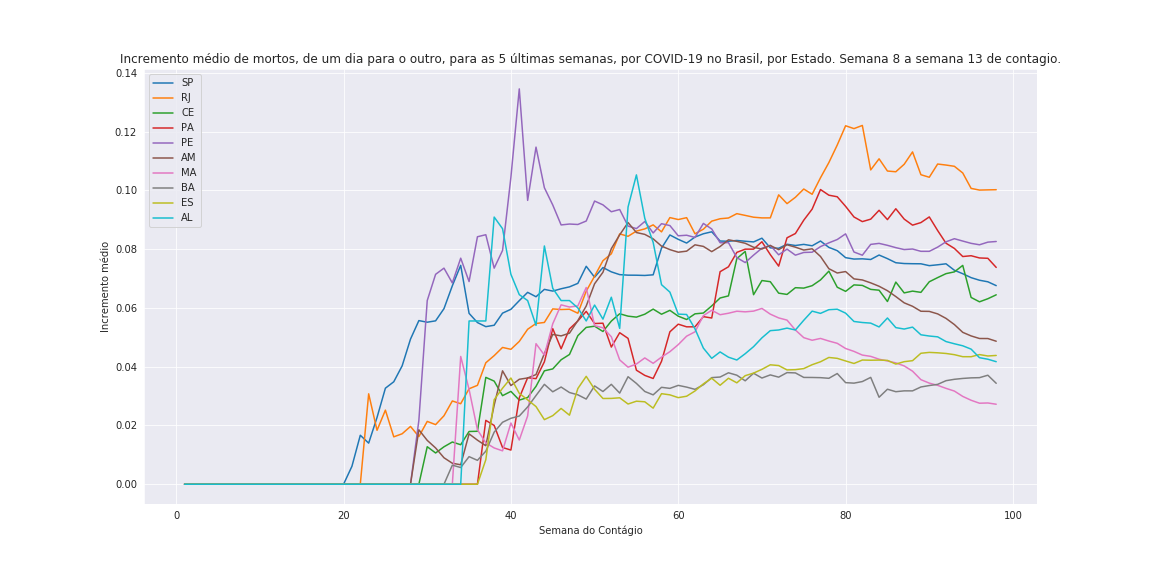 Incremento médio de mortos, de um dia para o outro, para as 5 últimas semanas, por COVID-19 no Brasil, por Estado. Semana 8 a semana 13 de contagio.
0.14
0.12
0.10
0.08
0.06
0.04
0.02
0.00
Incremento médio
SP
RJ
CE
PA
PE
AM
MA
BA
ES
AL
0 20 40 60 80 100
Semana do Contágio